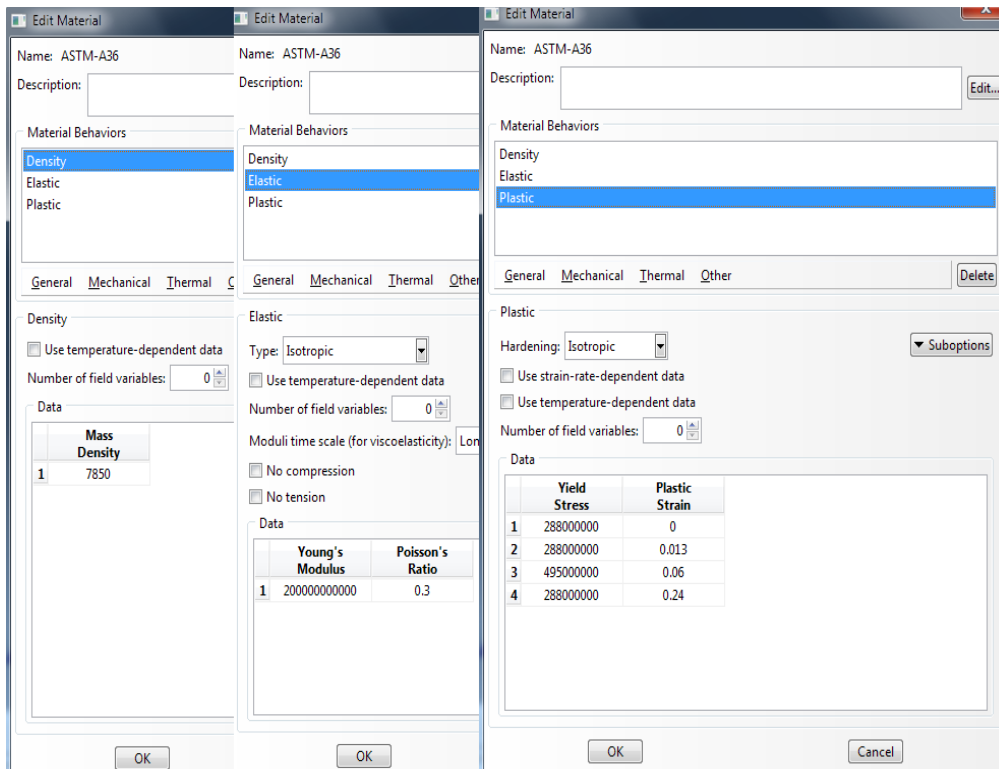 Edit Material
Name: ASTM-A36
Description:
Material Behaviors
Density
Elastic
Plastic
General Mechanical Thermal
Density
Use temperature-dependent data
Number of field variables: 0
Data
Mass
Density
1 7850
OK
Edit Material
Name: ASTM-A36
Description:
Material Behaviors
Density
Elastic
Plastic
General Mechanical Thermal Other
Elastic
Type: Isotropic
Use temperature-dependent data
Number of field variables: 0
Moduli time scale (for viscoelasticity): Lon
No compression
No tension
Data
Young's Poisson's
Modulus Ratio
1 200000000000 0.3
OK
Edit Material
Name: ASTM-A36
Description:
Edit...
Material Behaviors
Density
Elastic
Plastic
General Mechanical Thermal Other Delete
Plastic
Hardening: Isotropic Suboptions
Use strain-rate-dependent data
Use temperature-dependent data
Number of field variables: 0
Data
Yield Plastic
Stress Strain
1 288000000 0
2 288000000 0.013
3 495000000 0.06
4 288000000 0.24
OK Cancel